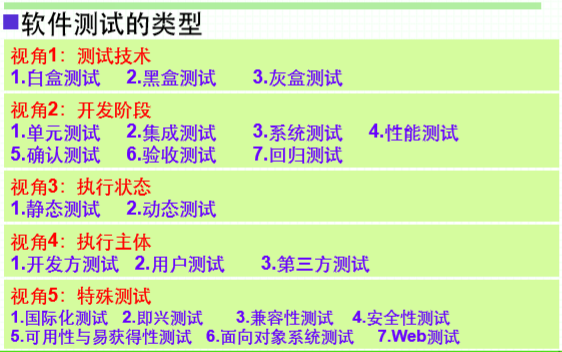 软件测试的类型
视角1：测试技术
1.白盒测试 2.黑盒测试 3.灰盒测试
视角2：开发阶段
1.单元测试 2.集成测试 3.系统测试 4.性能测试
5.确认测试 6.验收测试 7.回归测试
视角3：执行状态
1.静态测试 2.动态测试
视角4：执行主体
1.开发方测试 2.用户测试 3.第三方测试
视角5：特殊测试
1.国际化测试 2.即兴测试 3.兼容性测试 4.安全性测试
5.可用性与易获得性测试 6.面向对象系统测试 7.Web测试